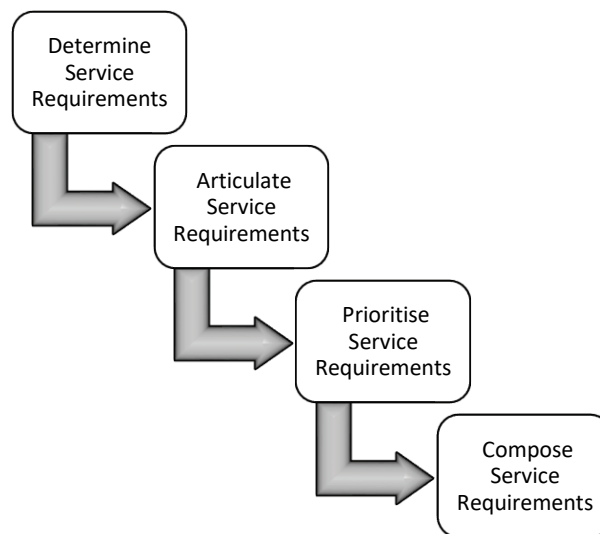 Determine
Service
Requirements
Articulate
Service
Requirements
Prioritise
Service
Requirements
Compose
Service
Requirements